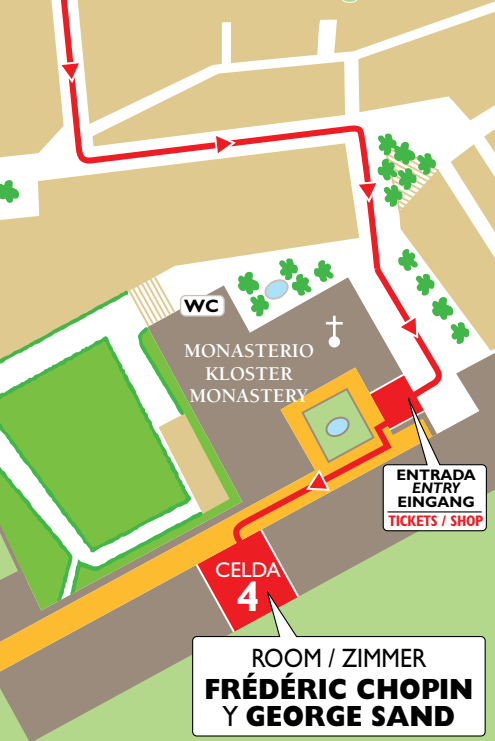 WC
MONASTERIO
KLOSTER
MONASTERY
ENTRADA
ENTRY
EINGANG
TICKETS / SHOP
CELDA
4
ROOM / ZIMMER
FRÉDÉRIC CHOPIN
Y GEORGE SAND